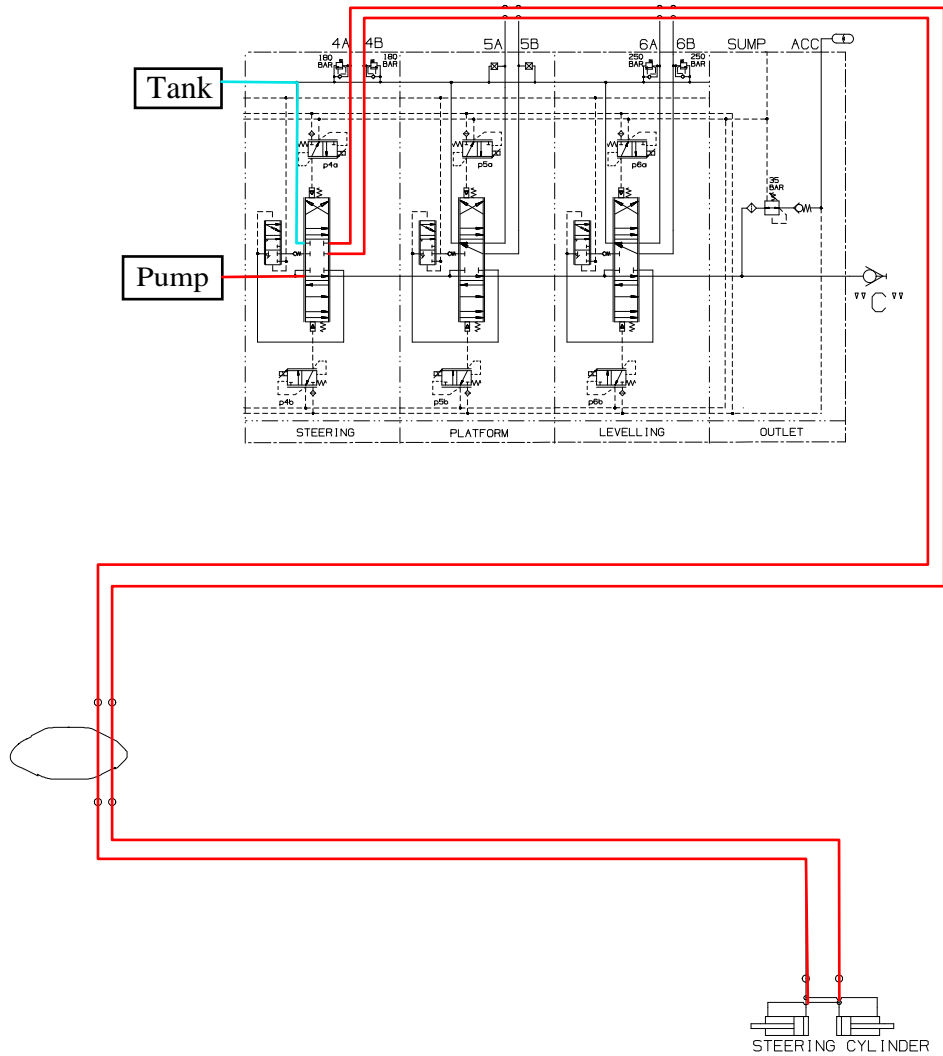 4A 4B 5A 5B 6A 6B SUMP ACC
180
BAR
180
BAR
250
BAR
250
BAR
Tank
p4a
p5a
p6a
35
BAR
Pump
"C"
p4b
p5b
p6b
STEERING PLATFORM LEVELLING OUTLET
STEERING CYLINDER